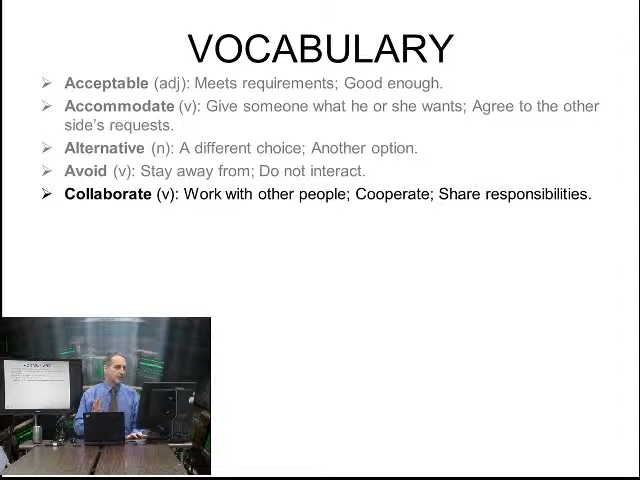 VOCABULARY
Acceptable (adj): Meets requirements; Good enough.
Accommodate (v): Give someone what he or she wants; Agree to the other
side's requests.
Alternative (n): A different choice; Another option.
Avoid (v): Stay away from; Do not interact.
Collaborate (v): Work with other people; Cooperate; Share responsibilities.
VOCABULARY